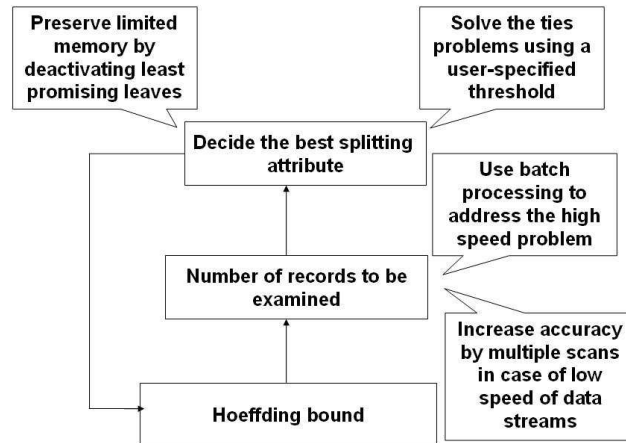 Preserve limited
memory by
deactivating least
promising leaves
Solve the ties
problems using a
user-specified
threshold
Decide the best splitting
attribute
Use batch
processing to
address the high
speed problem
Number of records to be
examined
Increase accuracy
by multiple scans
in case of low
speed of data
streams
Hoeffding bound